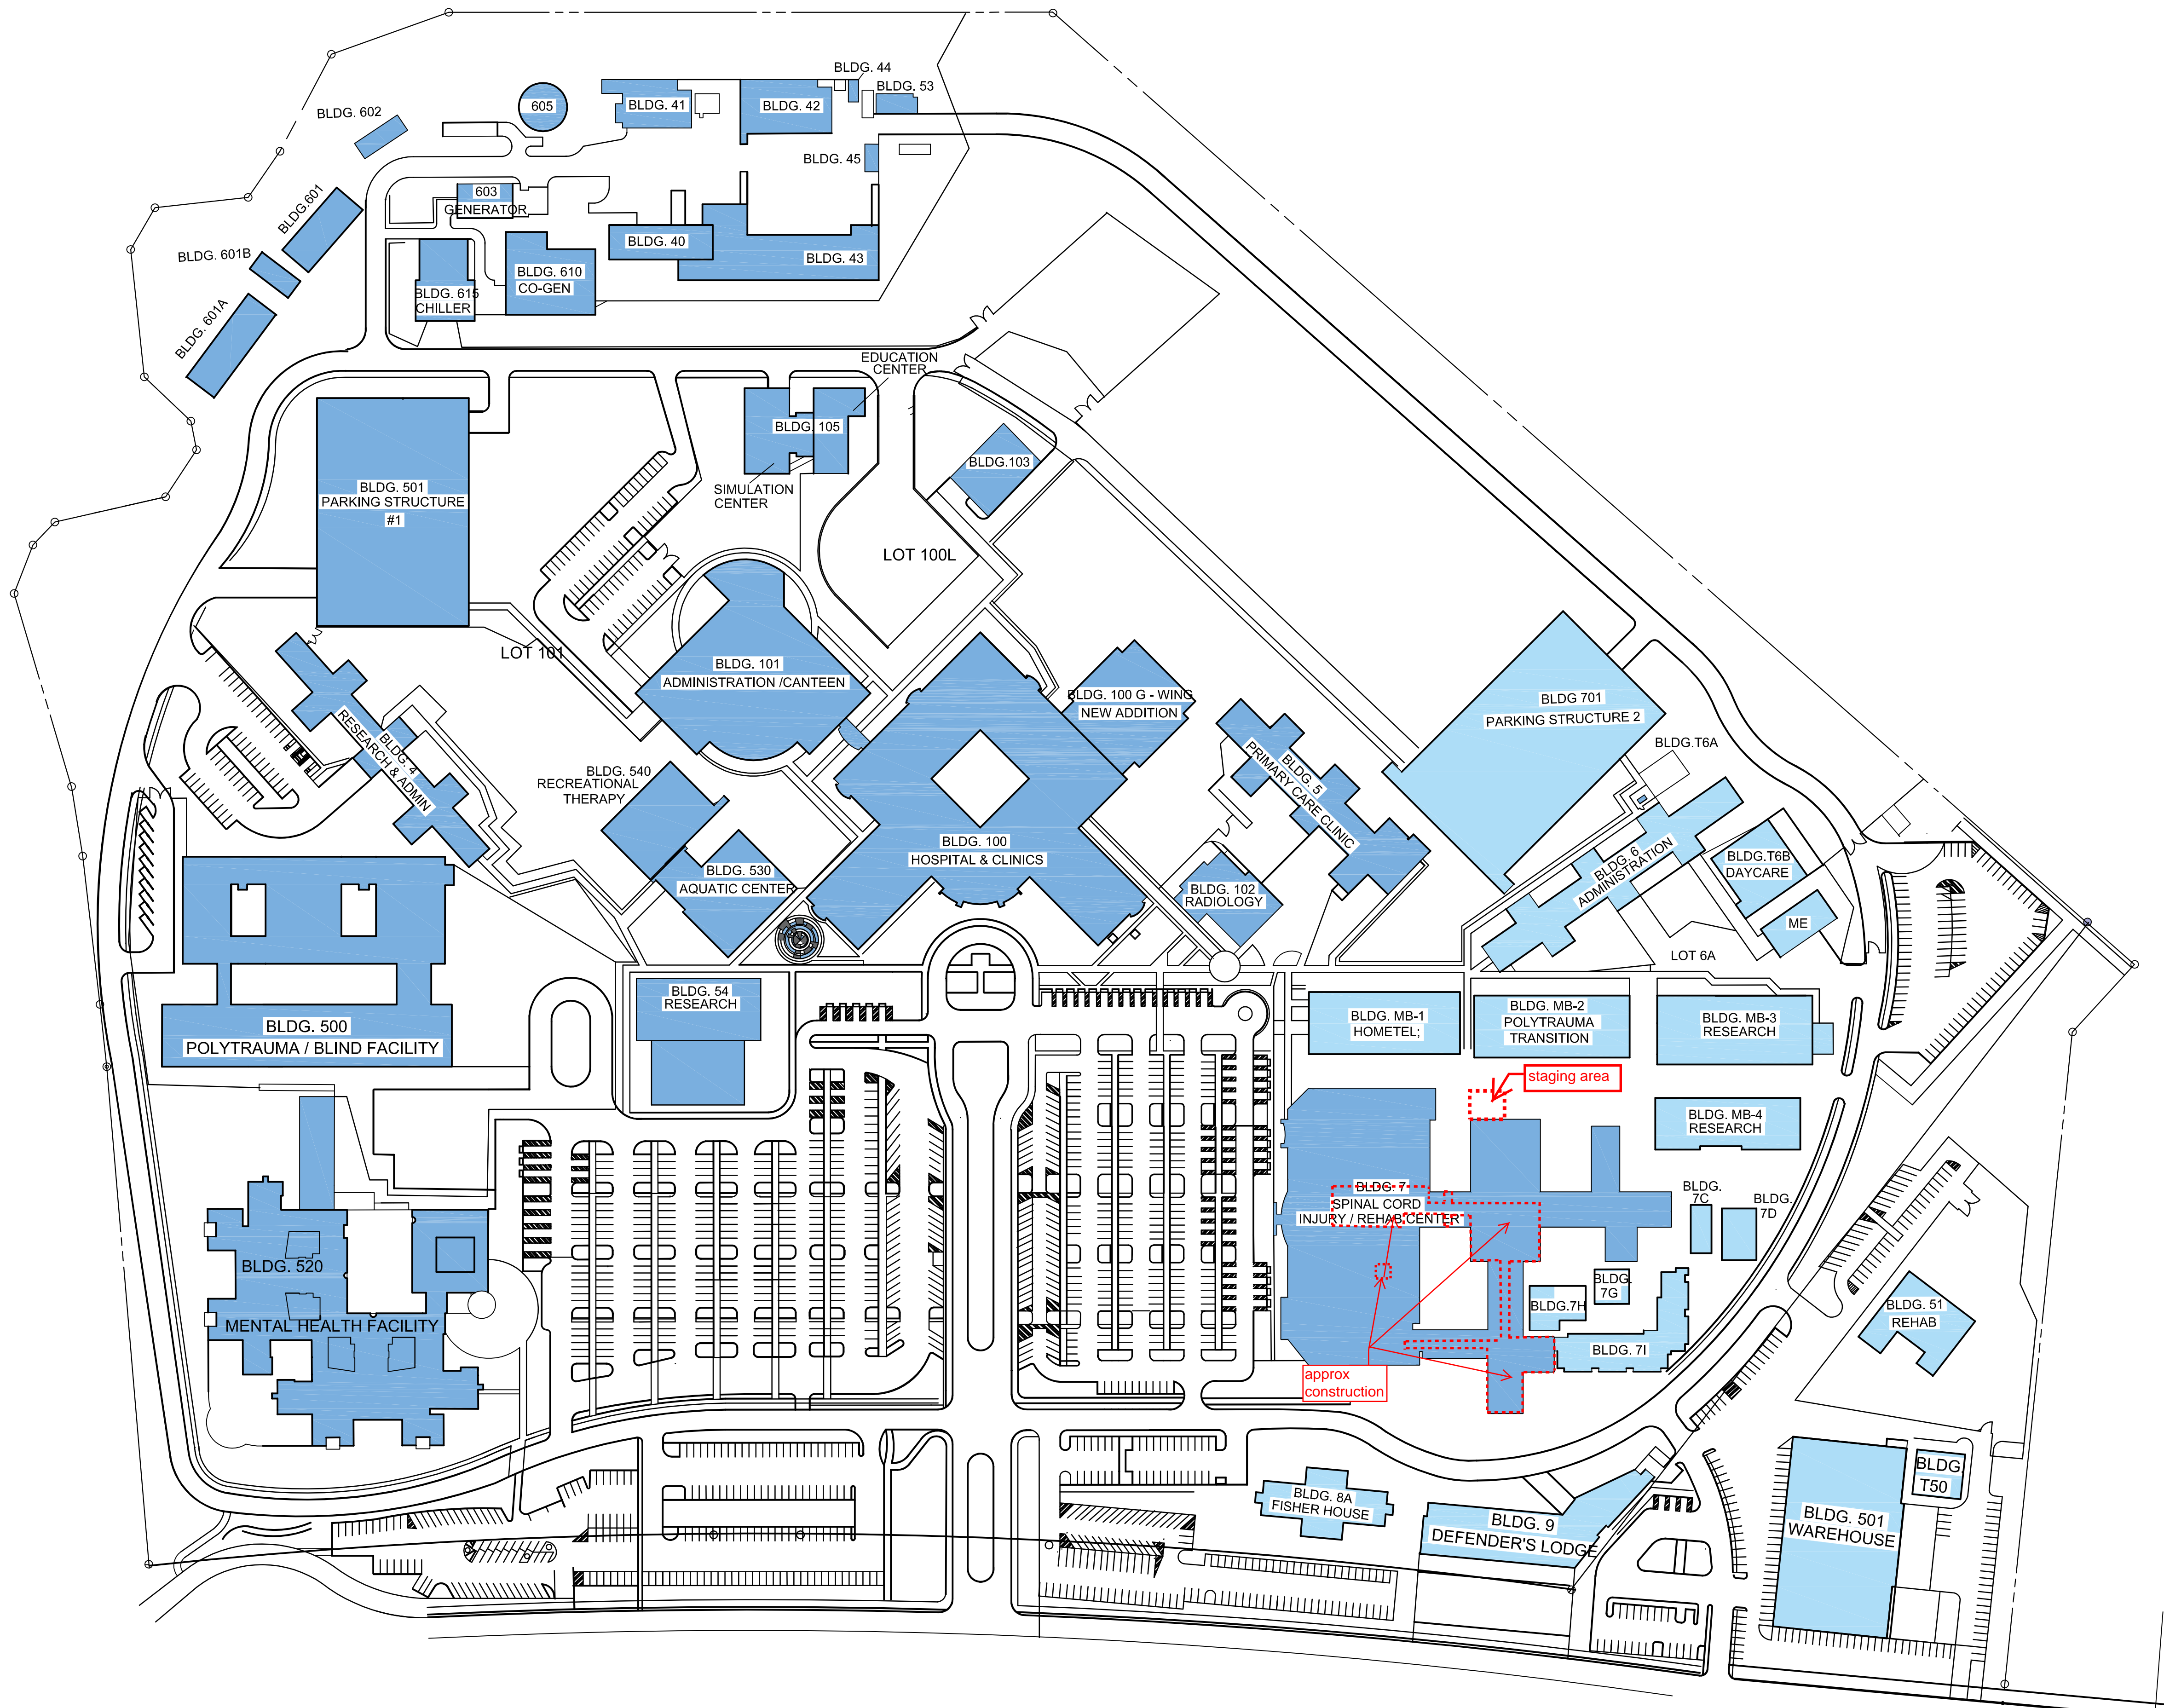 BLDG. 44
BLDG. 53
BLDG. 602
605
BLDG. 41
BLDG. 42
BLDG. 45
BLDG.601
603
GENERATOR
BLDG. 601B
BLDG. 40
BLDG. 43
BLDG. 610
CO-GEN
BLDG. 615
CHILLER
BLDG. 601A
EDUCATION
CENTER
BLDG. 105
SIMULATION
CENTER
BLDG.103
BLDG. 501
PARKING STRUCTURE
#1
LOT 100L
LOT 101
BLDG. 101
ADMINISTRATION /CANTEEN
BLDG. 100 G - WING
NEW ADDITION
BLDG 701
PARKING STRUCTURE 2
BLDG.T6A
BLDG. 4
RESEARCH & ADMIN
BLDG. 540
RECREATIONAL
THERAPY
BLDG. 5
PRIMARY CARE CLINIC
BLDG. 100
HOSPITAL & CLINICS
BLDG. 530
AQUATIC CENTER
BLDG. 102
RADIOLOGY
BLDG. 6
ADMINISTRATION
BLDG.T6B
DAYCARE
ME
LOT 6A
BLDG. 54
RESEARCH
BLDG. 500
POLYTRAUMA / BLIND FACILITY
BLDG. MB-1
HOMETEL;
BLDG. MB-2
POLYTRAUMA
TRANSITION
BLDG. MB-3
RESEARCH
staging area
BLDG. MB-4
RESEARCH
BLDG. 7
SPINAL CORD
INJURY / REHAB CENTER
BLDG.
7C
BLDG.
7D
BLDG. 520
MENTAL HEALTH FACILITY
BLDG.
7G
BLDG.7H
BLDG. 7I
BLDG. 51
REHAB
approx
construction
BLDG. 8A
FISHER HOUSE
BLDG. 9
DEFENDER'S LODGE
BLDG. 501
WAREHOUSE
BLDG.
T50